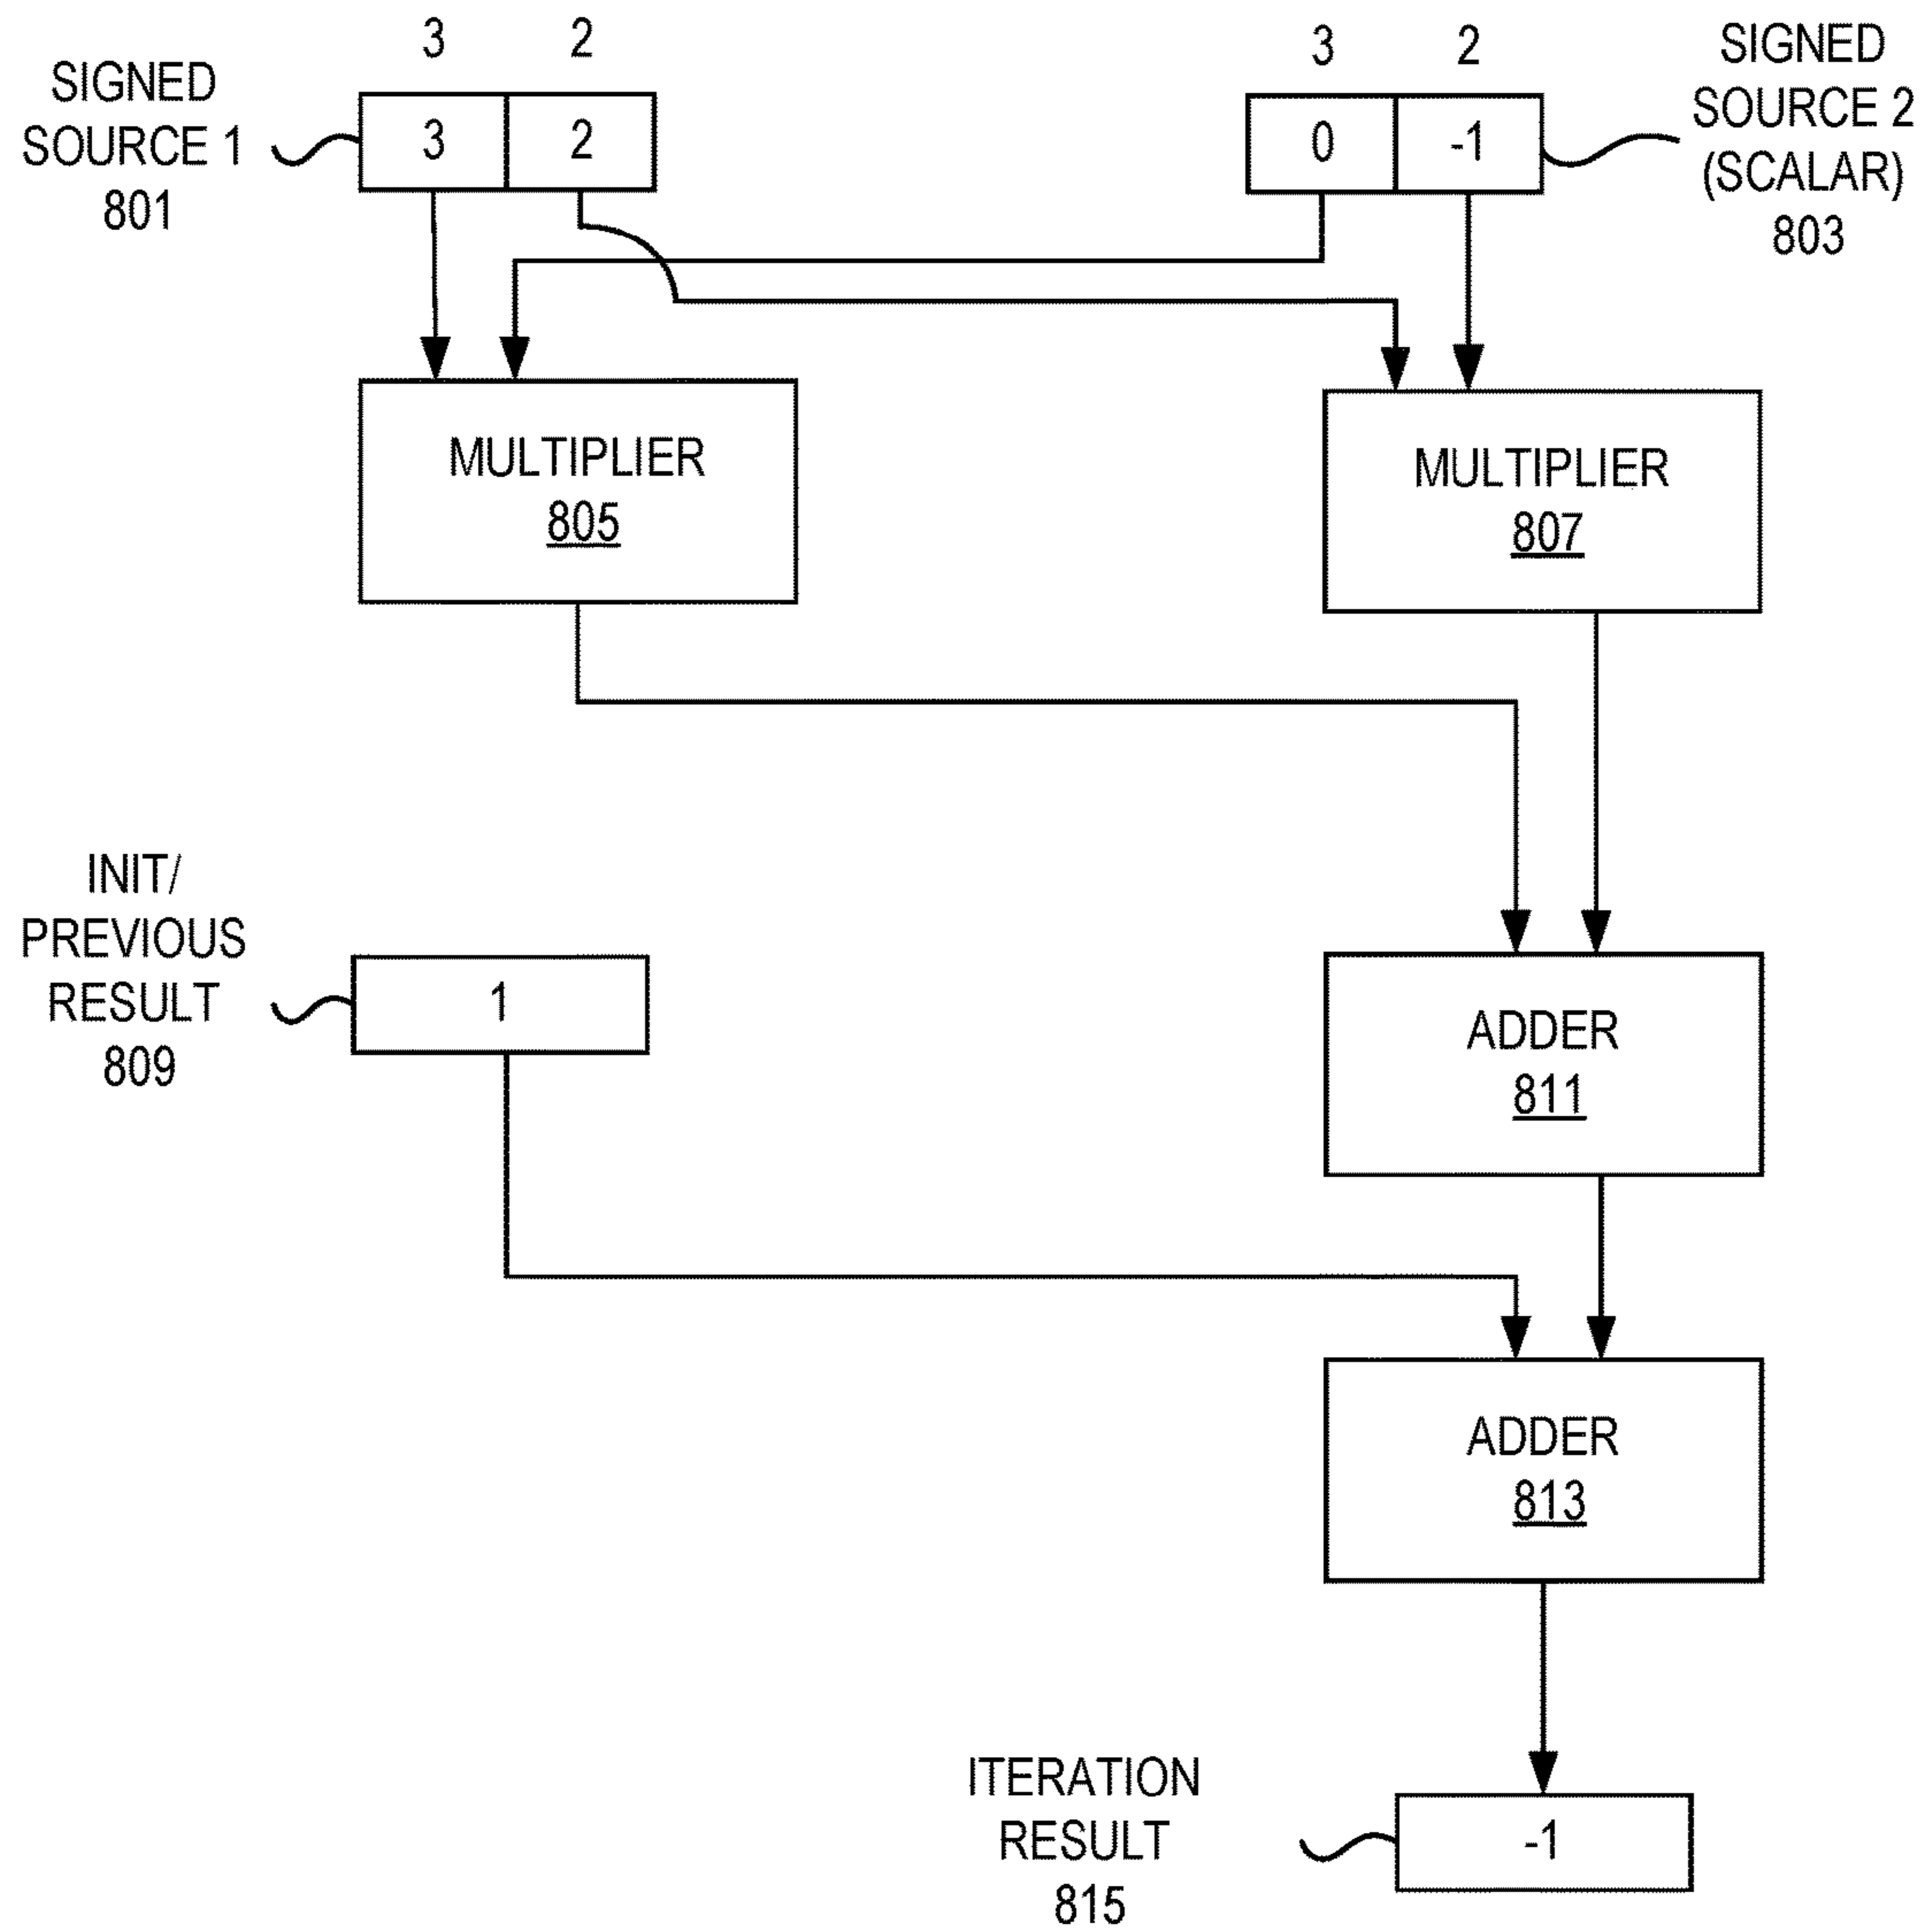 3 2
SIGNED
SOURCE 1
801
3 2
3 2
0 -1
SIGNED
SOURCE 2
(SCALAR)
803
MULTIPLIER
805
MULTIPLIER
807
INIT/
PREVIOUS
RESULT
809
1
ADDER
811
ADDER
813
ITERATION
RESULT
815
-1